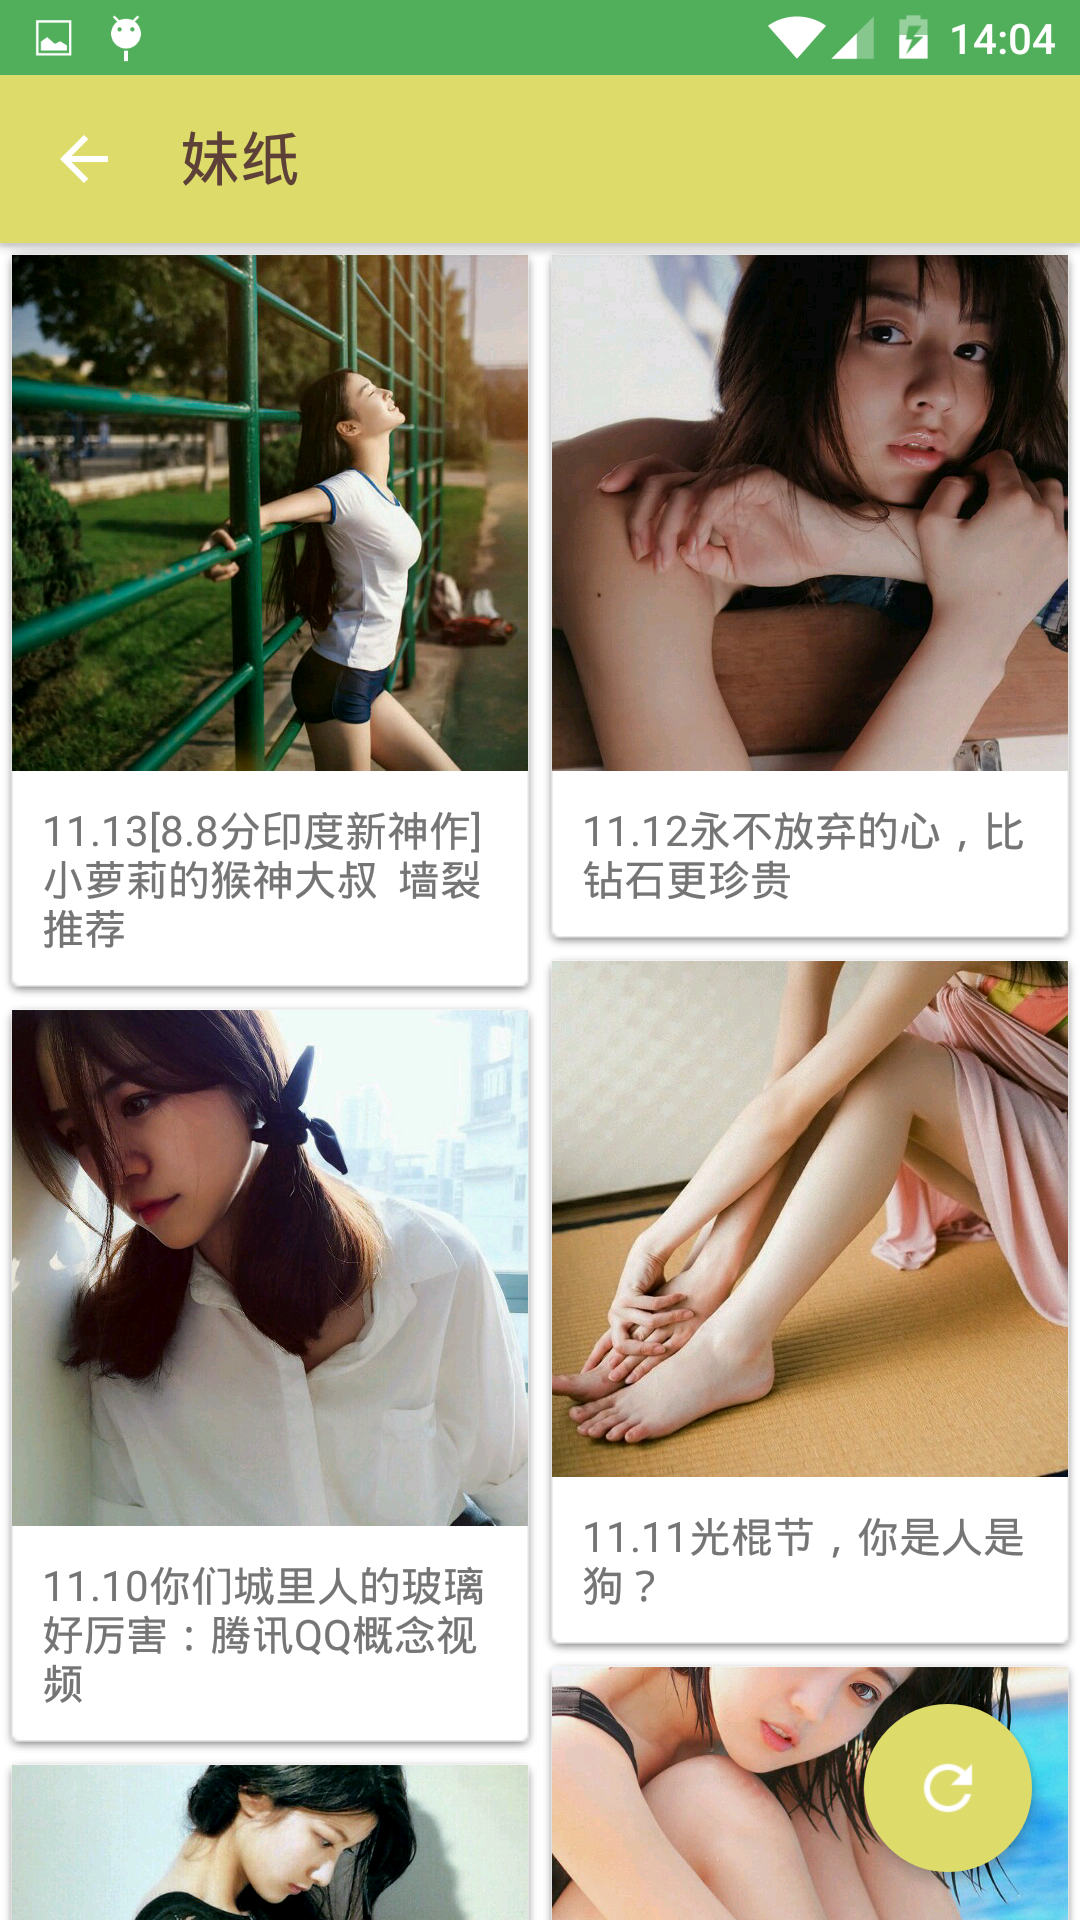 14:04
妹纸
11.13[8.8分印度新神作]
小萝莉的猴神大叔 墙裂
推荐
11.12永不放弃的心，比
钻石更珍贵
11.10你们城里人的玻璃
好厉害：腾讯QQ概念视
频
11.11光棍节，你是人是
狗？